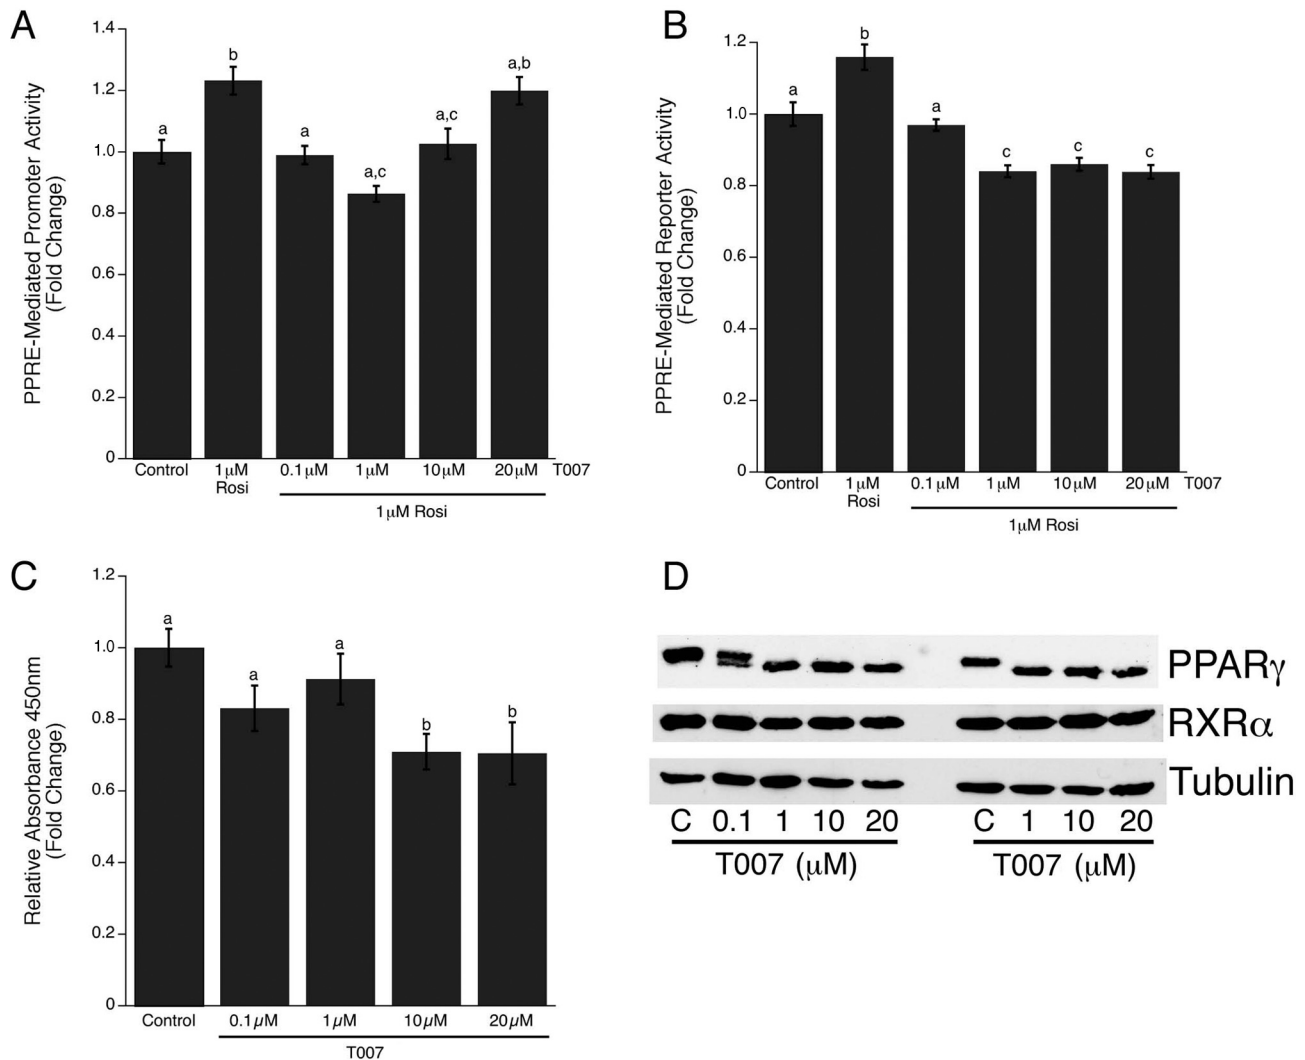 A
PPRE-Mediated Promoter Activity
(Fold Change)
1.4
1.2
1.0
0.8
0.6
0.4
0.2
0
a
b
a
a,c
a,c
a,b
Control
1μM
Rosi
0.1μM
1μM
10μM
20μM
T007
1μM Rosi
B
PPRE-Mediated Reporter Activity
(Fold Change)
1.2
1.0
0.8
0.6
0.4
0.2
0
a
b
a
c
c
c
Control
1μM
Rosi
0.1μM
1μM
10μM
20μM
T007
1μM Rosi
C
Relative Absorbance 450nm
(Fold Change)
1.2
1.0
0.8
0.6
0.4
0.2
0
a
a
a
b
b
Control
0.1μM
1μM
10μM
20μM
T007
D
PPARγ
RXRα
Tubulin
C 0.1 1 10 20
T007 (μM)
C 1 10 20
T007 (μM)